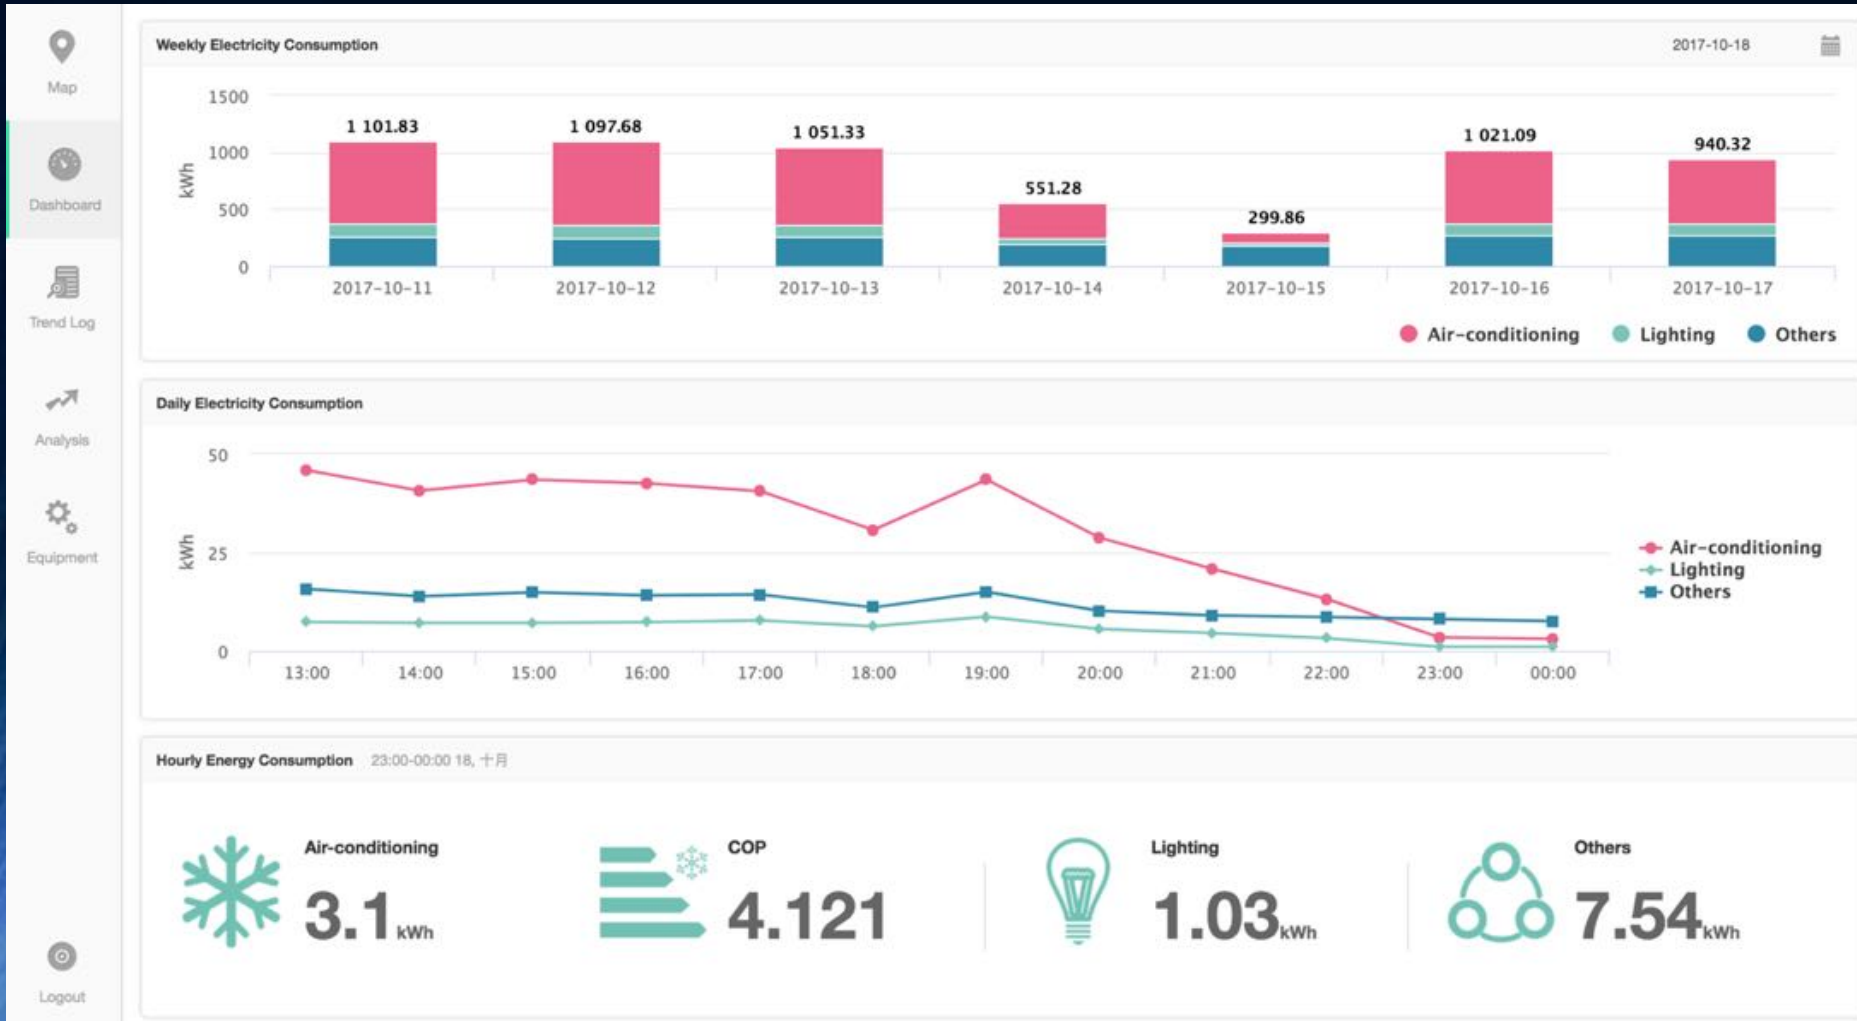 Map
Dashboard
Trend Log
Analysis
Equipment
Logout
Weekly Electricity Consumption 2017-10-18
1500
1000
500
0
kWh
1 101.83 1 097.68 1 051.33 551.28 299.86 1 021.09 940.32
2017-10-11 2017-10-12 2017-10-13 2017-10-14 2017-10-15 2017-10-16 2017-10-17
Air-conditioning Lighting Others
Daily Electricity Consumption
50
25
0
kWh
13:00 14:00 15:00 16:00 17:00 18:00 19:00 20:00 21:00 22:00 23:00 00:00
Air-conditioning
Lighting
Others
Hourly Energy Consumption 23:00-00:00 18, 十月
Air-conditioning
3.1 kWh
COP
4.121
Lighting
1.03 kWh
Others
7.54 kWh